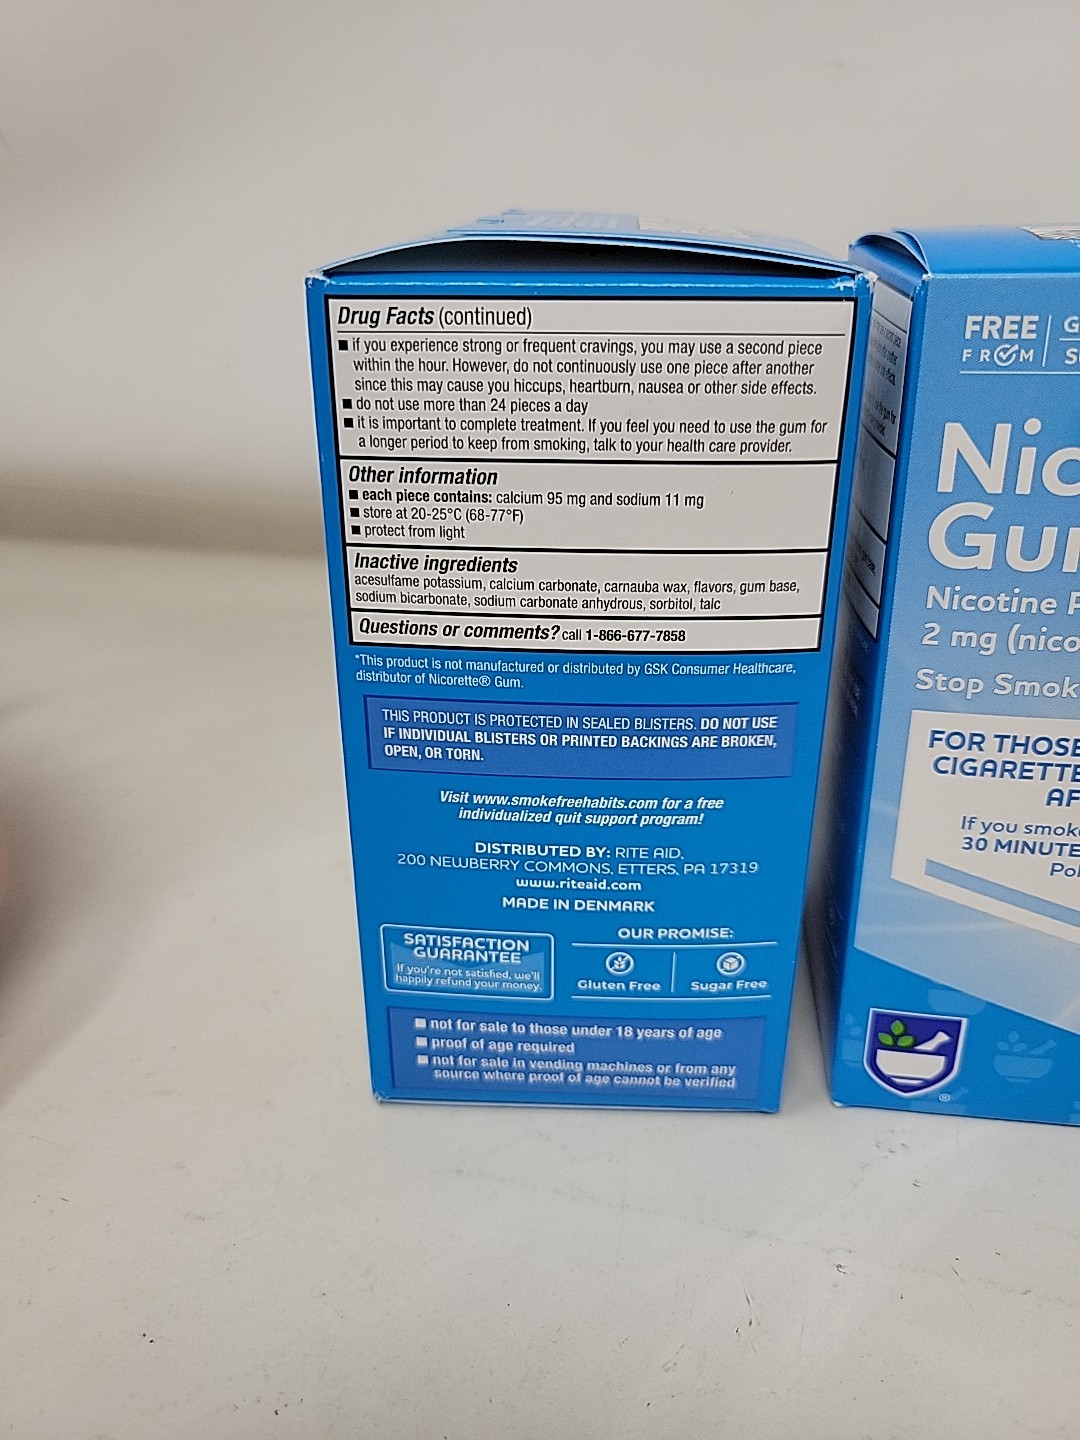 Drug Facts (continued)
■ if you experience strong or frequent cravings, you may use a second piece
within the hour. However, do not continuously use one piece after another
since this may cause you hiccups, heartburn, nausea or other side effects.
■ do not use more than 24 pieces a day
■ it is important to complete treatment. If you feel you need to use the gum for
a longer period to keep from smoking, talk to your health care provider.
Other information
■ each piece contains: calcium 95 mg and sodium 11 mg
■ store at 20-25°C (68-77°F)
■ protect from light
Inactive ingredients
acesulfame potassium, calcium carbonate, carnauba wax, flavors, gum base,
sodium bicarbonate, sodium carbonate anhydrous, sorbitol, talc
Questions or comments? call 1-866-677-7858
*This product is not manufactured or distributed by GSK Consumer Healthcare,
distributor of Nicorette® Gum.
THIS PRODUCT IS PROTECTED IN SEALED BLISTERS. DO NOT USE
IF INDIVIDUAL BLISTERS OR PRINTED BACKINGS ARE BROKEN,
OPEN, OR TORN.
Visit www.smokefreehabits.com for a free
individualized quit support program!
DISTRIBUTED BY: RITE AID,
200 NEWBERRY COMMONS, ETTERS, PA 17319
www.riteaid.com
MADE IN DENMARK
SATISFACTION
GUARANTEE
If you're not satisfied, we'll
happily refund your money.
OUR PROMISE:
Gluten Free
Sugar Free
■ not for sale to those under 18 years of age
■ proof of age required
■ not for sale in vending machines or from any
source where proof of age cannot be verified
FREE
FROM
G
S
Nic
Gu
Nicotine P
2 mg (nico
Stop Smok
FOR THOSE
CIGARETTE
AF
If you smok
30 MINUTE
Pol
®